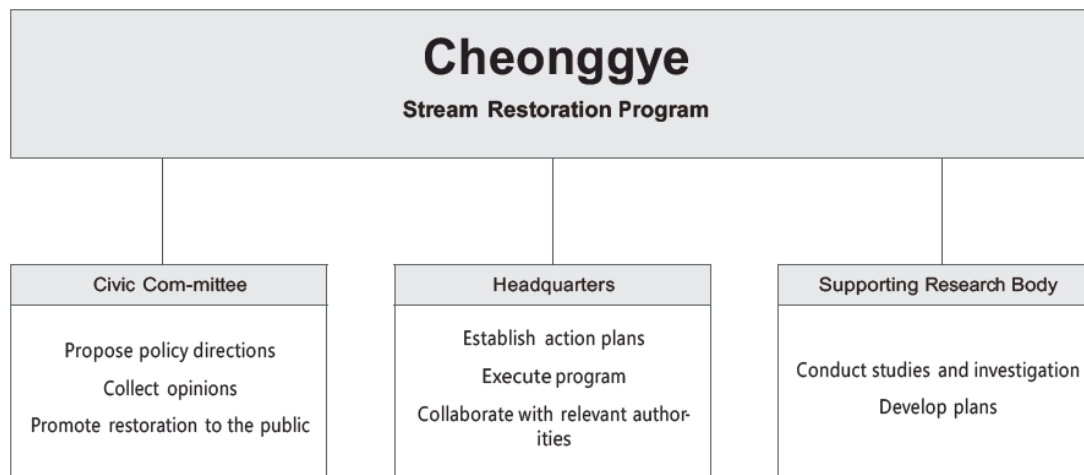 Cheonggye
Stream Restoration Program
Civic Com-mittee
Propose policy directions
Collect opinions
Promote restoration to the public
Headquarters
Establish action plans
Execute program
Collaborate with relevant author-
ities
Supporting Research Body
Conduct studies and investigation
Develop plans